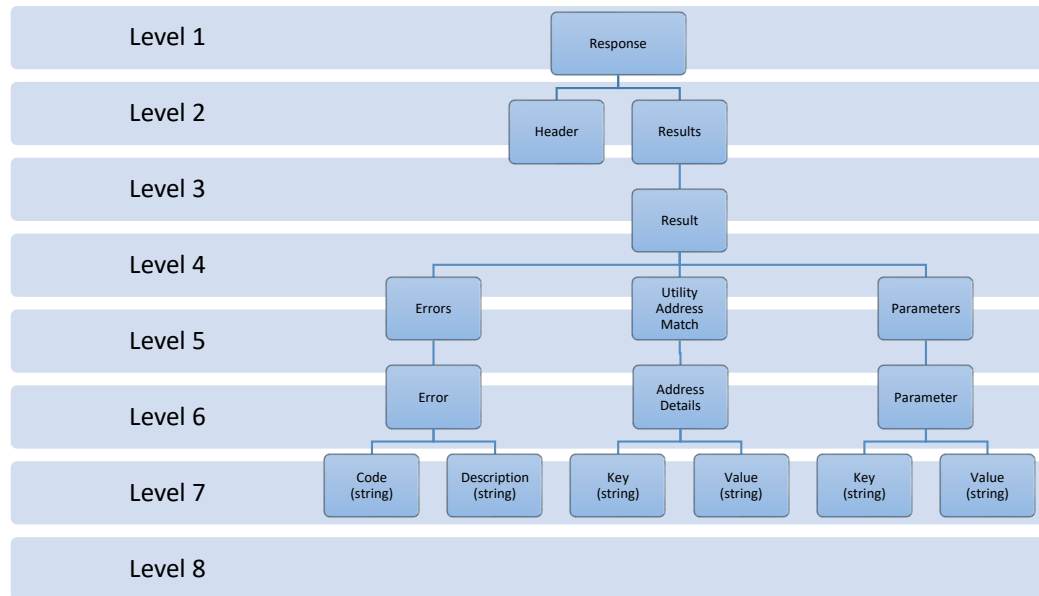 Level 1
Response
Level 2
Header
Results
Level 3
Result
Level 4
Errors
Utility
Address
Match
Parameters
Level 5
Error
Address
Details
Parameter
Level 6
Code
(string)
Description
(string)
Key
(string)
Value
(string)
Key
(string)
Value
(string)
Level 7
Level 8